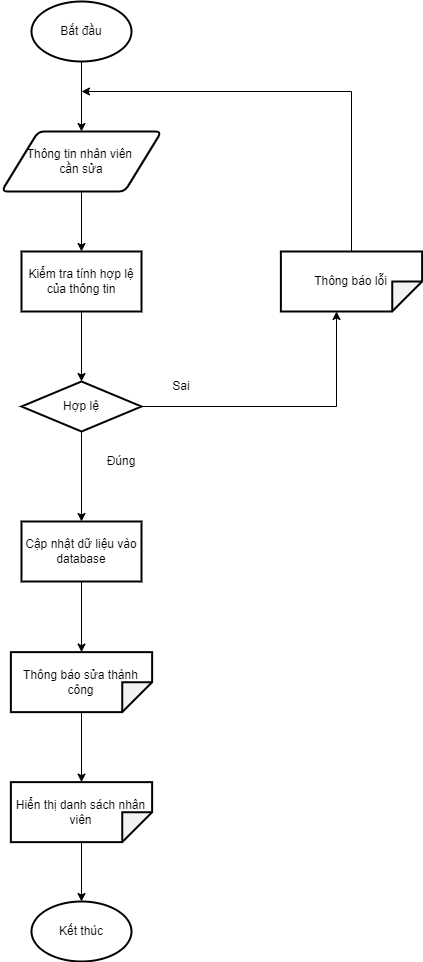 Bắt đầu
Thông tin nhân viên
cần sửa
Kiểm tra tính hợp lệ
của thông tin
Thông báo lỗi
Sai
Hợp lệ
Đúng
Cập nhật dữ liệu vào
database
Thông báo sửa thành
công
Hiển thị danh sách nhân
viên
Kết thúc